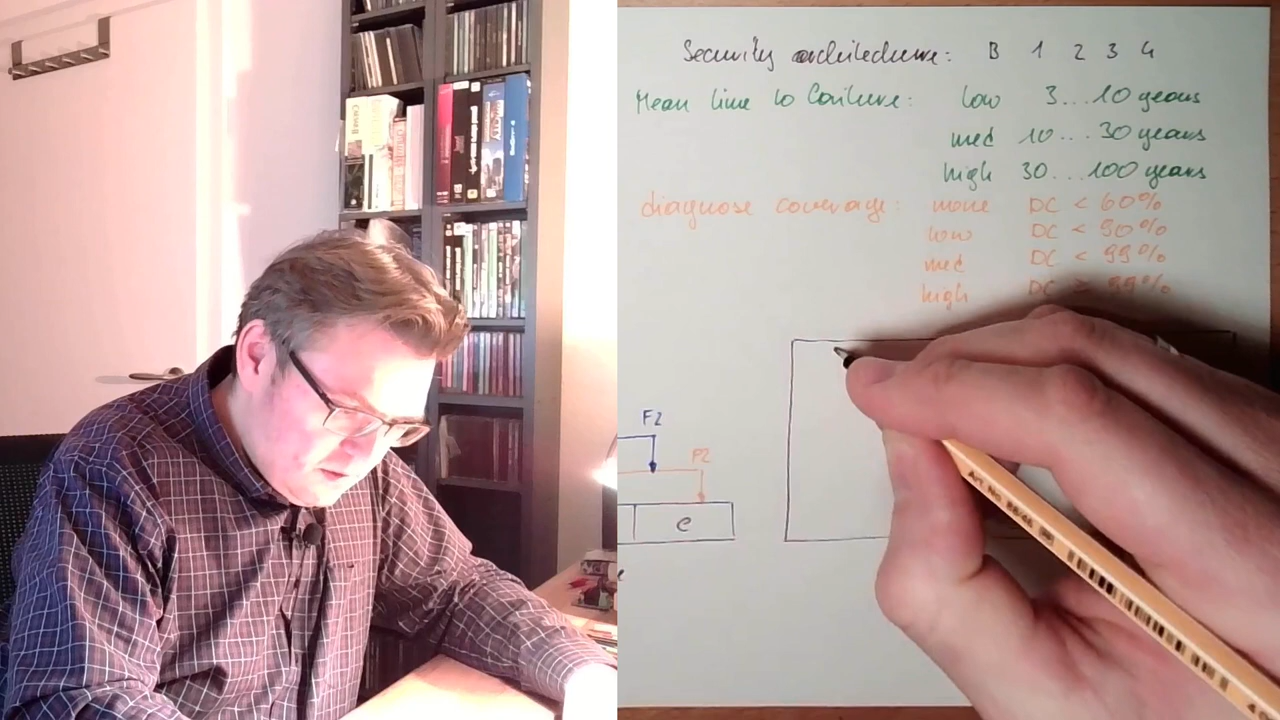 Security architecture: B 1 2 3 4
Mean time to failure: low 3...10 years
med 10...30 years
high 30...100 years
diagnose coverage: none DC < 60%
low DC < 90%
med DC < 99%
high DC ≥ 99%
F2
P2
e